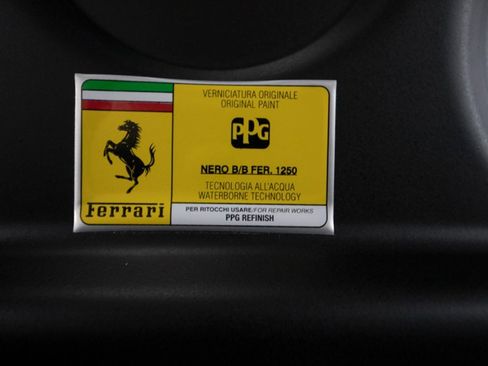 VERNICIATURA ORIGINALE
ORIGINAL PAINT
PPG
NERO B/B FER. 1250
TECNOLOGIA ALL'ACQUA
WATERBORNE TECHNOLOGY
Ferrari
PER RITOCCHI USARE/FOR REPAIR WORKS
PPG REFINISH